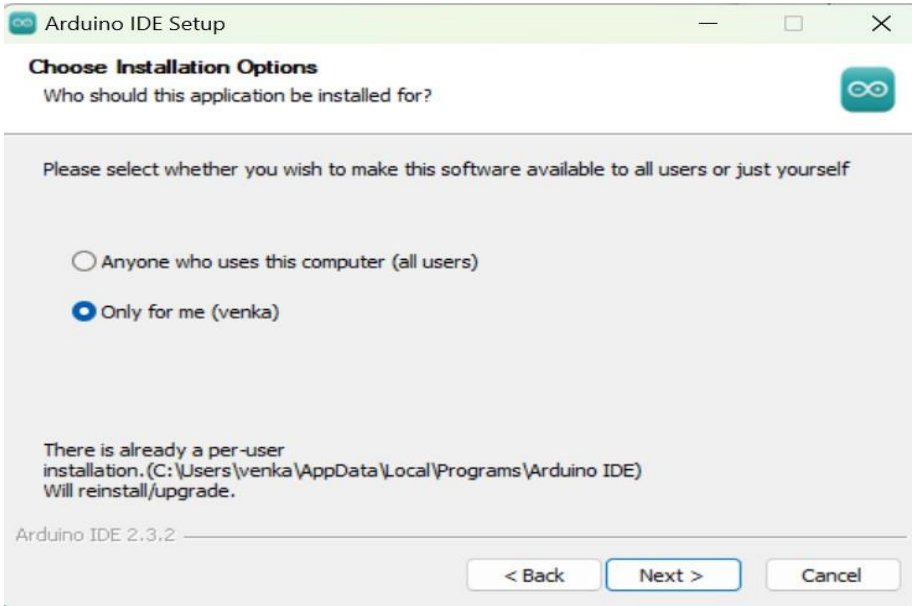 Arduino IDE Setup
Choose Installation Options
Who should this application be installed for?
Please select whether you wish to make this software available to all users or just yourself
Anyone who uses this computer (all users)
Only for me (venka)
There is already a per-user
installation.(C:\Users\venka\AppData\Local\Programs\Arduino IDE)
Will reinstall/upgrade.
Arduino IDE 2.3.2
< Back Next > Cancel